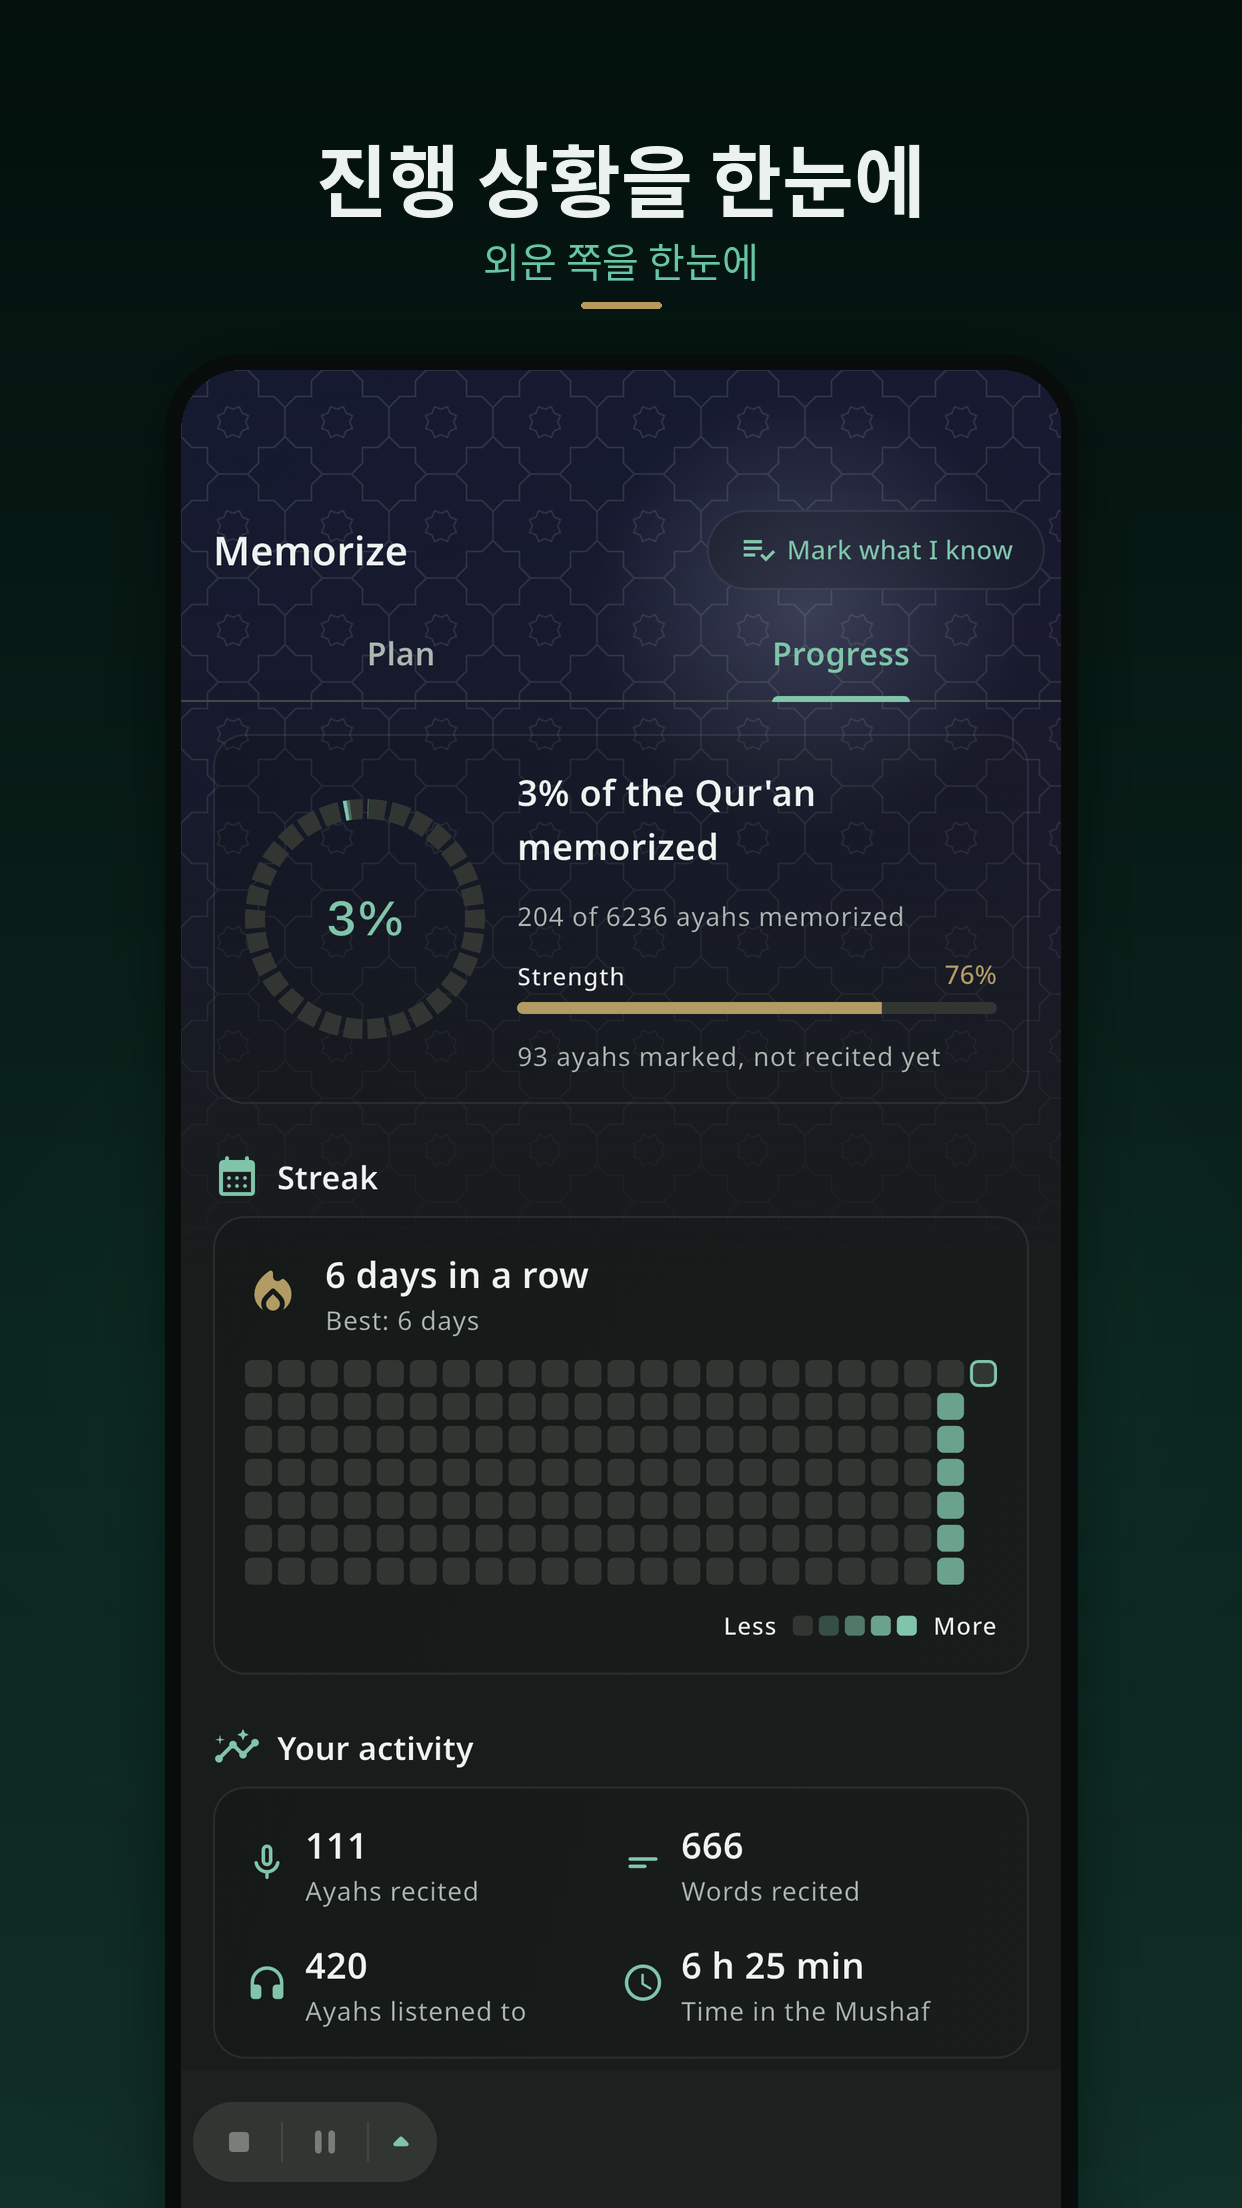 진행 상황을 한눈에
외운 쪽을 한눈에
Memorize
Mark what I know
Plan
Progress
3%
3% of the Qur'an
memorized
204 of 6236 ayahs memorized
Strength
76%
93 ayahs marked, not recited yet
Streak
6 days in a row
Best: 6 days
Less
More
Your activity
111
Ayahs recited
666
Words recited
420
Ayahs listened to
6 h 25 min
Time in the Mushaf